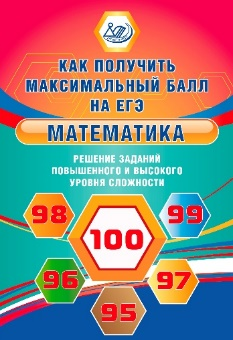 КАК ПОЛУЧИТЬ
МАКСИМАЛЬНЫЙ БАЛЛ
НА ЕГЭ
МАТЕМАТИКА
РЕШЕНИЕ ЗАДАНИЙ
ПОВЫШЕННОГО И ВЫСОКОГО
УРОВНЯ СЛОЖНОСТИ
98
99
100
96
97
95